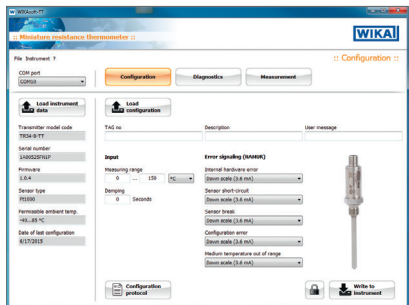 WIKAsoft-TT
:: Miniature resistance thermometer ::
WIKA
File Instrument ?
:: Configuration ::
COM port
COM10
Configuration
Diagnostics
Measurement
Load instrument data
Load configuration
Transmitter model code
TR34-B-TT
TAG no
Description
User message
Serial number
1A00S2SFN1P
Firmware
1.0.4
Sensor type
Pt1000
Permissible ambient temp.
-40...85 °C
Date of last configuration
6/17/2015
Input
Measuring range
0 ... 150 °C
Damping
0 Seconds
Error signaling (NAMUR)
Internal hardware error
Down scale (3.6 mA)
Sensor short-circuit
Down scale (3.6 mA)
Sensor break
Down scale (3.6 mA)
Configuration error
Down scale (3.6 mA)
Medium temperature out of range
Down scale (3.6 mA)
Configuration protocol
Write to instrument